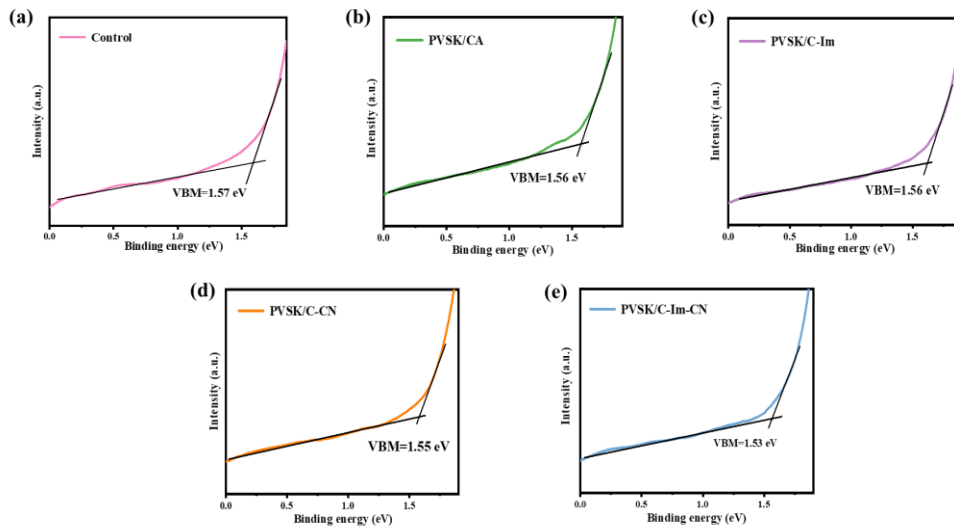 (a)
Control
Intensity (a.u.)
VBM=1.57 eV
0.0 0.5 1.0 1.5
Binding energy (eV)
(b)
PVSK/CA
Intensity (a.u.)
VBM=1.56 eV
0.0 0.5 1.0 1.5
Binding energy (eV)
(c)
PVSK/C-Im
Intensity (a.u.)
VBM=1.56 eV
0.0 0.5 1.0 1.5
Binding energy (eV)
(d)
PVSK/C-CN
Intensity (a.u.)
VBM=1.55 eV
0.0 0.5 1.0 1.5
Binding energy (eV)
(e)
PVSK/C-Im-CN
Intensity (a.u.)
VBM=1.53 eV
0.0 0.5 1.0 1.5
Binding energy (eV)